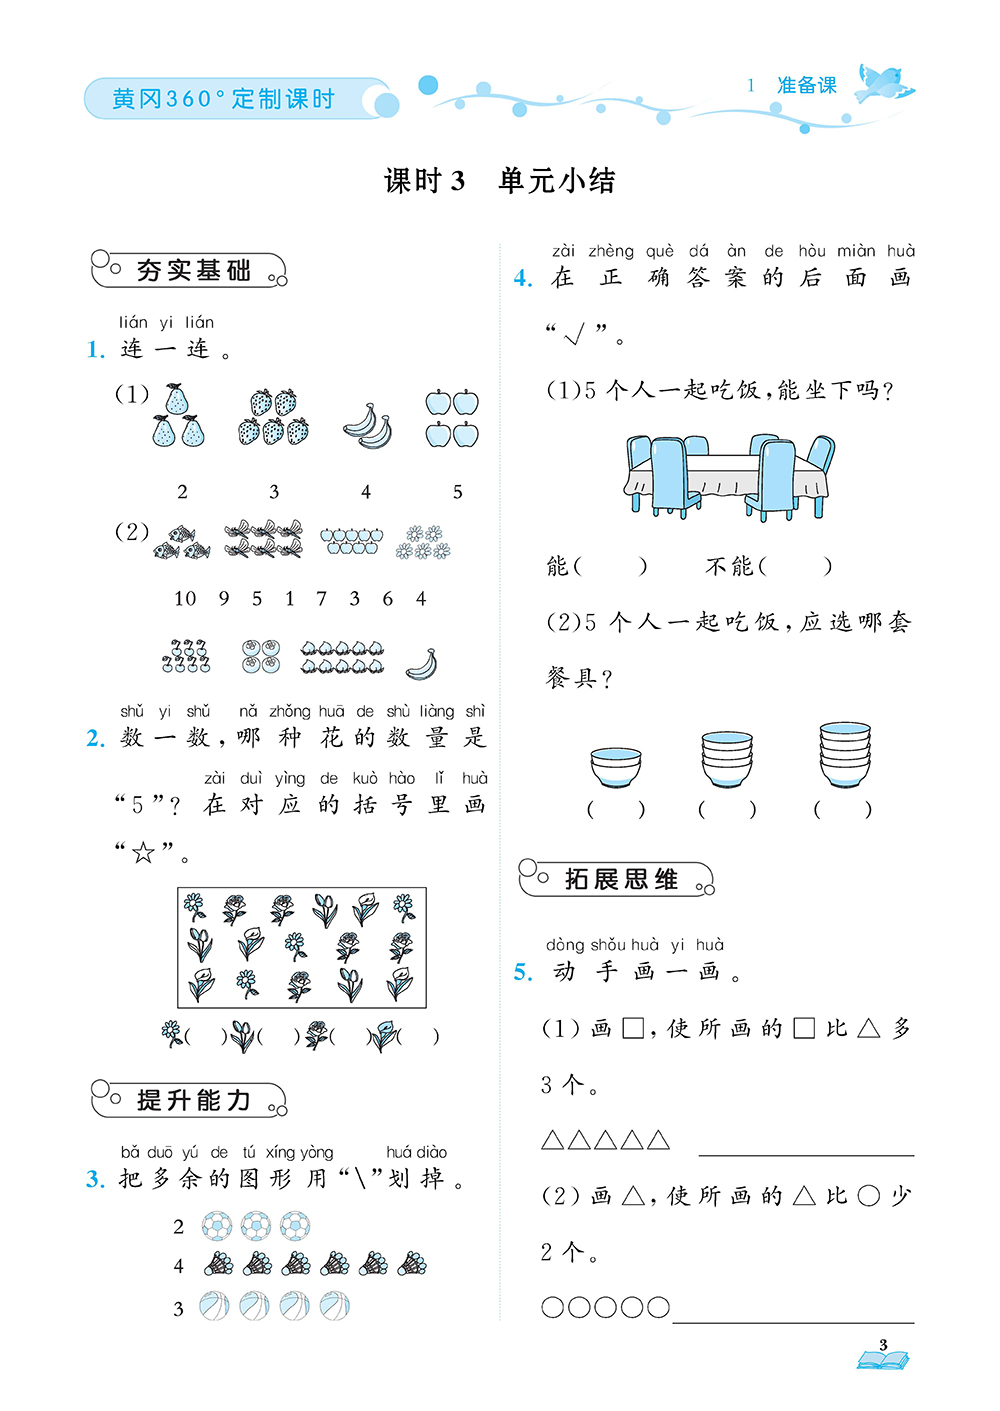 黄冈360°定制课时
1 准备课
课时3 单元小结
夯实基础
lián yi lián
1. 连一连。
(1)
2 3 4 5
(2)
10 9 5 1 7 3 6 4
shǔ yi shǔ nǎ zhǒng huā de shù liàng shì
2. 数一数,哪种花的数量是
zài duì yìng de kuò hào lǐ huà
“5”?在对应的括号里画
“☆”。
( ) ( ) ( ) ( )
提升能力
bǎ duō yú de tú xíng yòng huá diào
3. 把多余的图形用“\”划掉。
2
4
3
zài zhèng què dá àn de hòu miàn huà
4. 在正确答案的后面画
“√”。
(1)5个人一起吃饭,能坐下吗?
能( ) 不能( )
(2)5个人一起吃饭,应选哪套
餐具?
( ) ( ) ( )
拓展思维
dòng shǒu huà yi huà
5. 动手画一画。
(1)画□,使所画的□比△多
3个。
△△△△△
(2)画△,使所画的△比○少
2个。
○○○○○
3